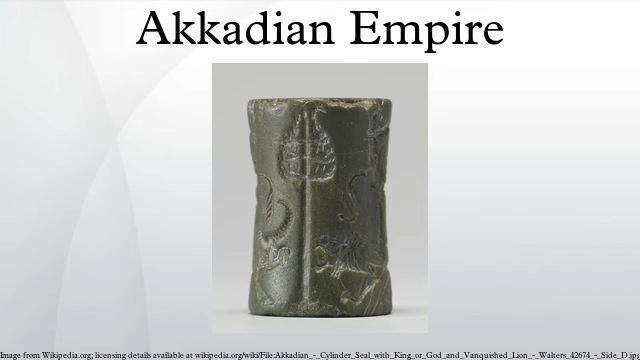 Akkadian Empire
Image from Wikipedia.org; licensing details available at wikipedia.org/wiki/File:Akkadian_-_Cylinder_Seal_with_King_or_God_and_Vanquished_Lion_-_Walters_42674_-_Side_D.jpg